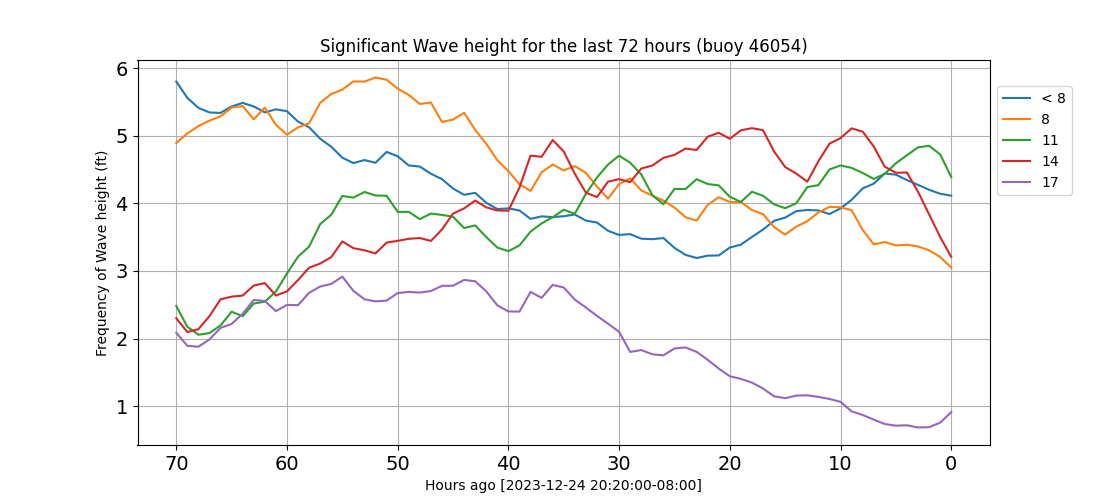 Significant Wave height for the last 72 hours (buoy 46054)
Frequency of Wave height (ft)
6
5
4
3
2
1
70 60 50 40 30 20 10 0
Hours ago [2023-12-24 20:20:00-08:00]
< 8
8
11
14
17